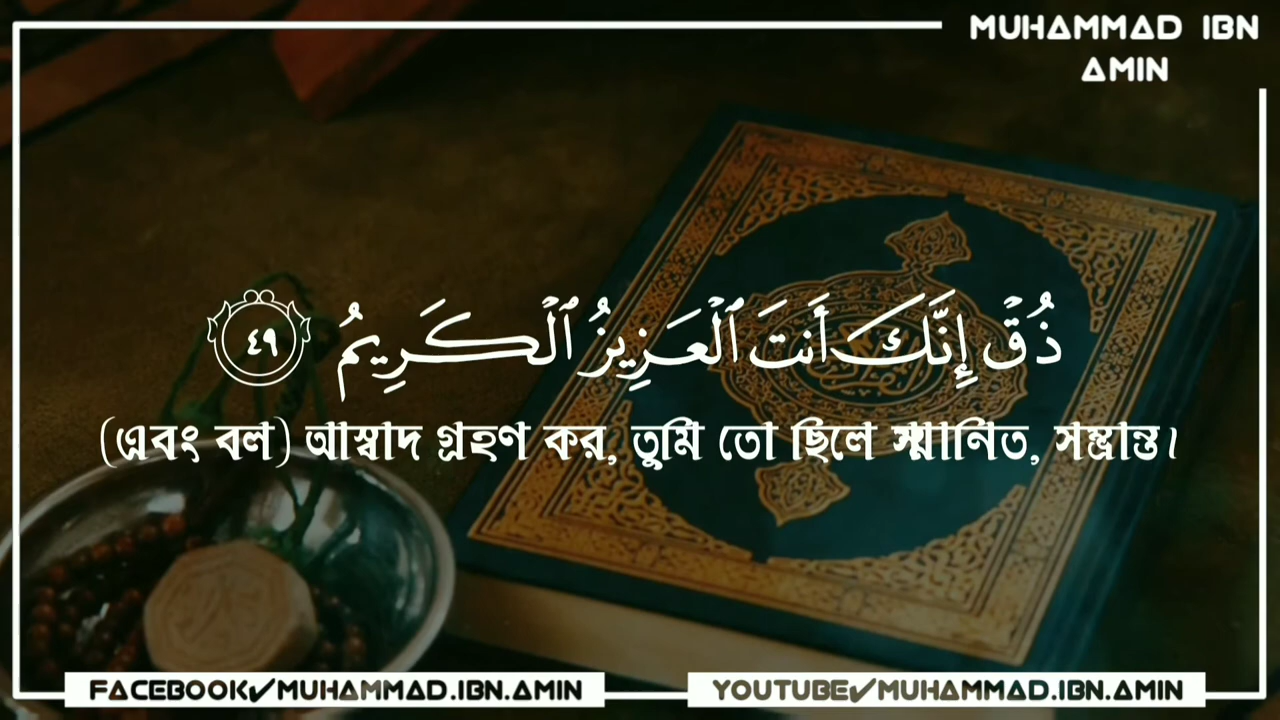 MUHAMMAD IBN
AMIN
ذُقْ إِنَّكَ أَنتَ ٱلْعَزِيزُ ٱلْكَرِيمُ ٤٩
(এবং বল) আস্বাদ গ্রহণ কর, তুমি তো ছিলে সম্মানিত, সম্ভ্রান্ত।
FACEBOOK✓MUHAMMAD.IBN.AMIN
YOUTUBE✓MUHAMMAD.IBN.AMIN